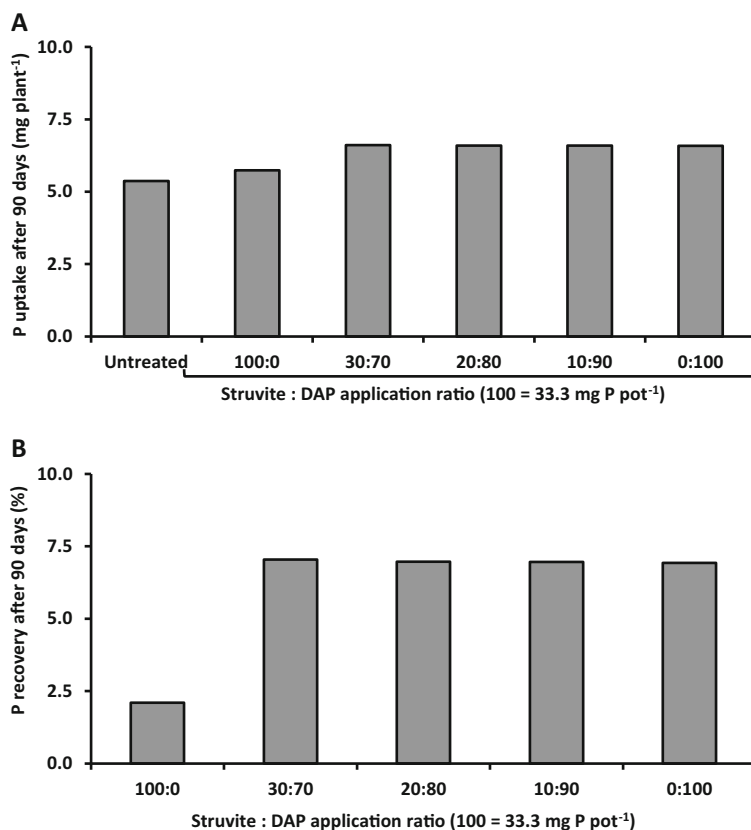 A
P uptake after 90 days (mg plant⁻¹)
10.0
7.5
5.0
2.5
0.0
Untreated 100:0 30:70 20:80 10:90 0:100
Struvite : DAP application ratio (100 = 33.3 mg P pot⁻¹)
B
P recovery after 90 days (%)
10.0
7.5
5.0
2.5
0.0
100:0 30:70 20:80 10:90 0:100
Struvite : DAP application ratio (100 = 33.3 mg P pot⁻¹)